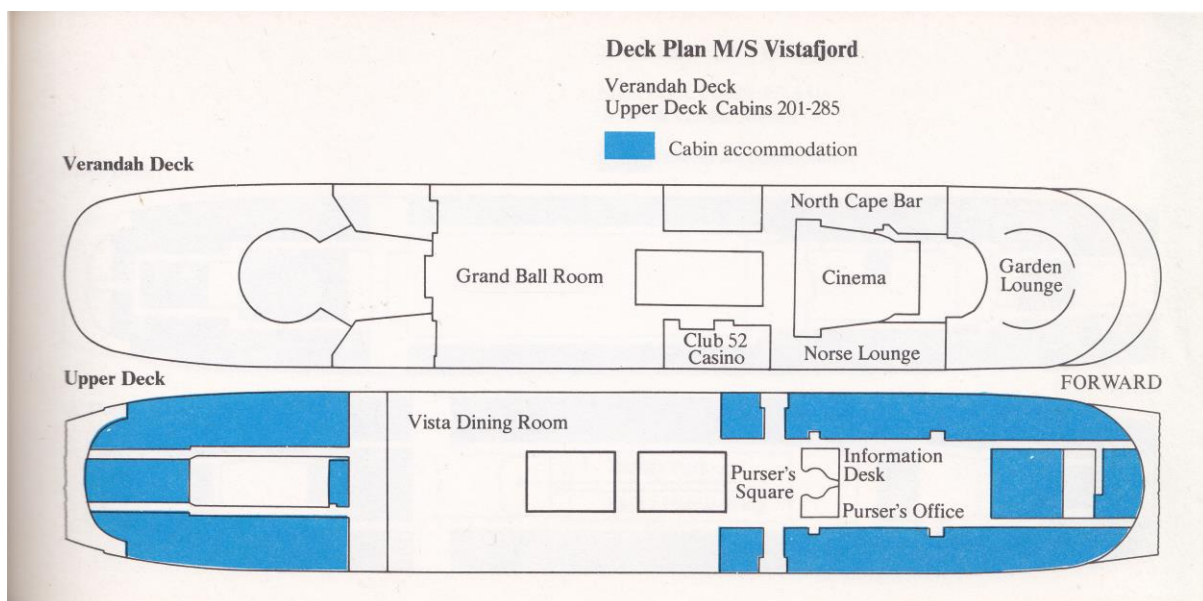 Deck Plan M/S Vistafjord
Verandah Deck
Upper Deck Cabins 201-285
Cabin accommodation
Verandah Deck
North Cape Bar
Grand Ball Room
Cinema
Garden
Lounge
Club 52
Casino
Norse Lounge
Upper Deck
FORWARD
Vista Dining Room
Purser's
Square
Information
Desk
Purser's Office